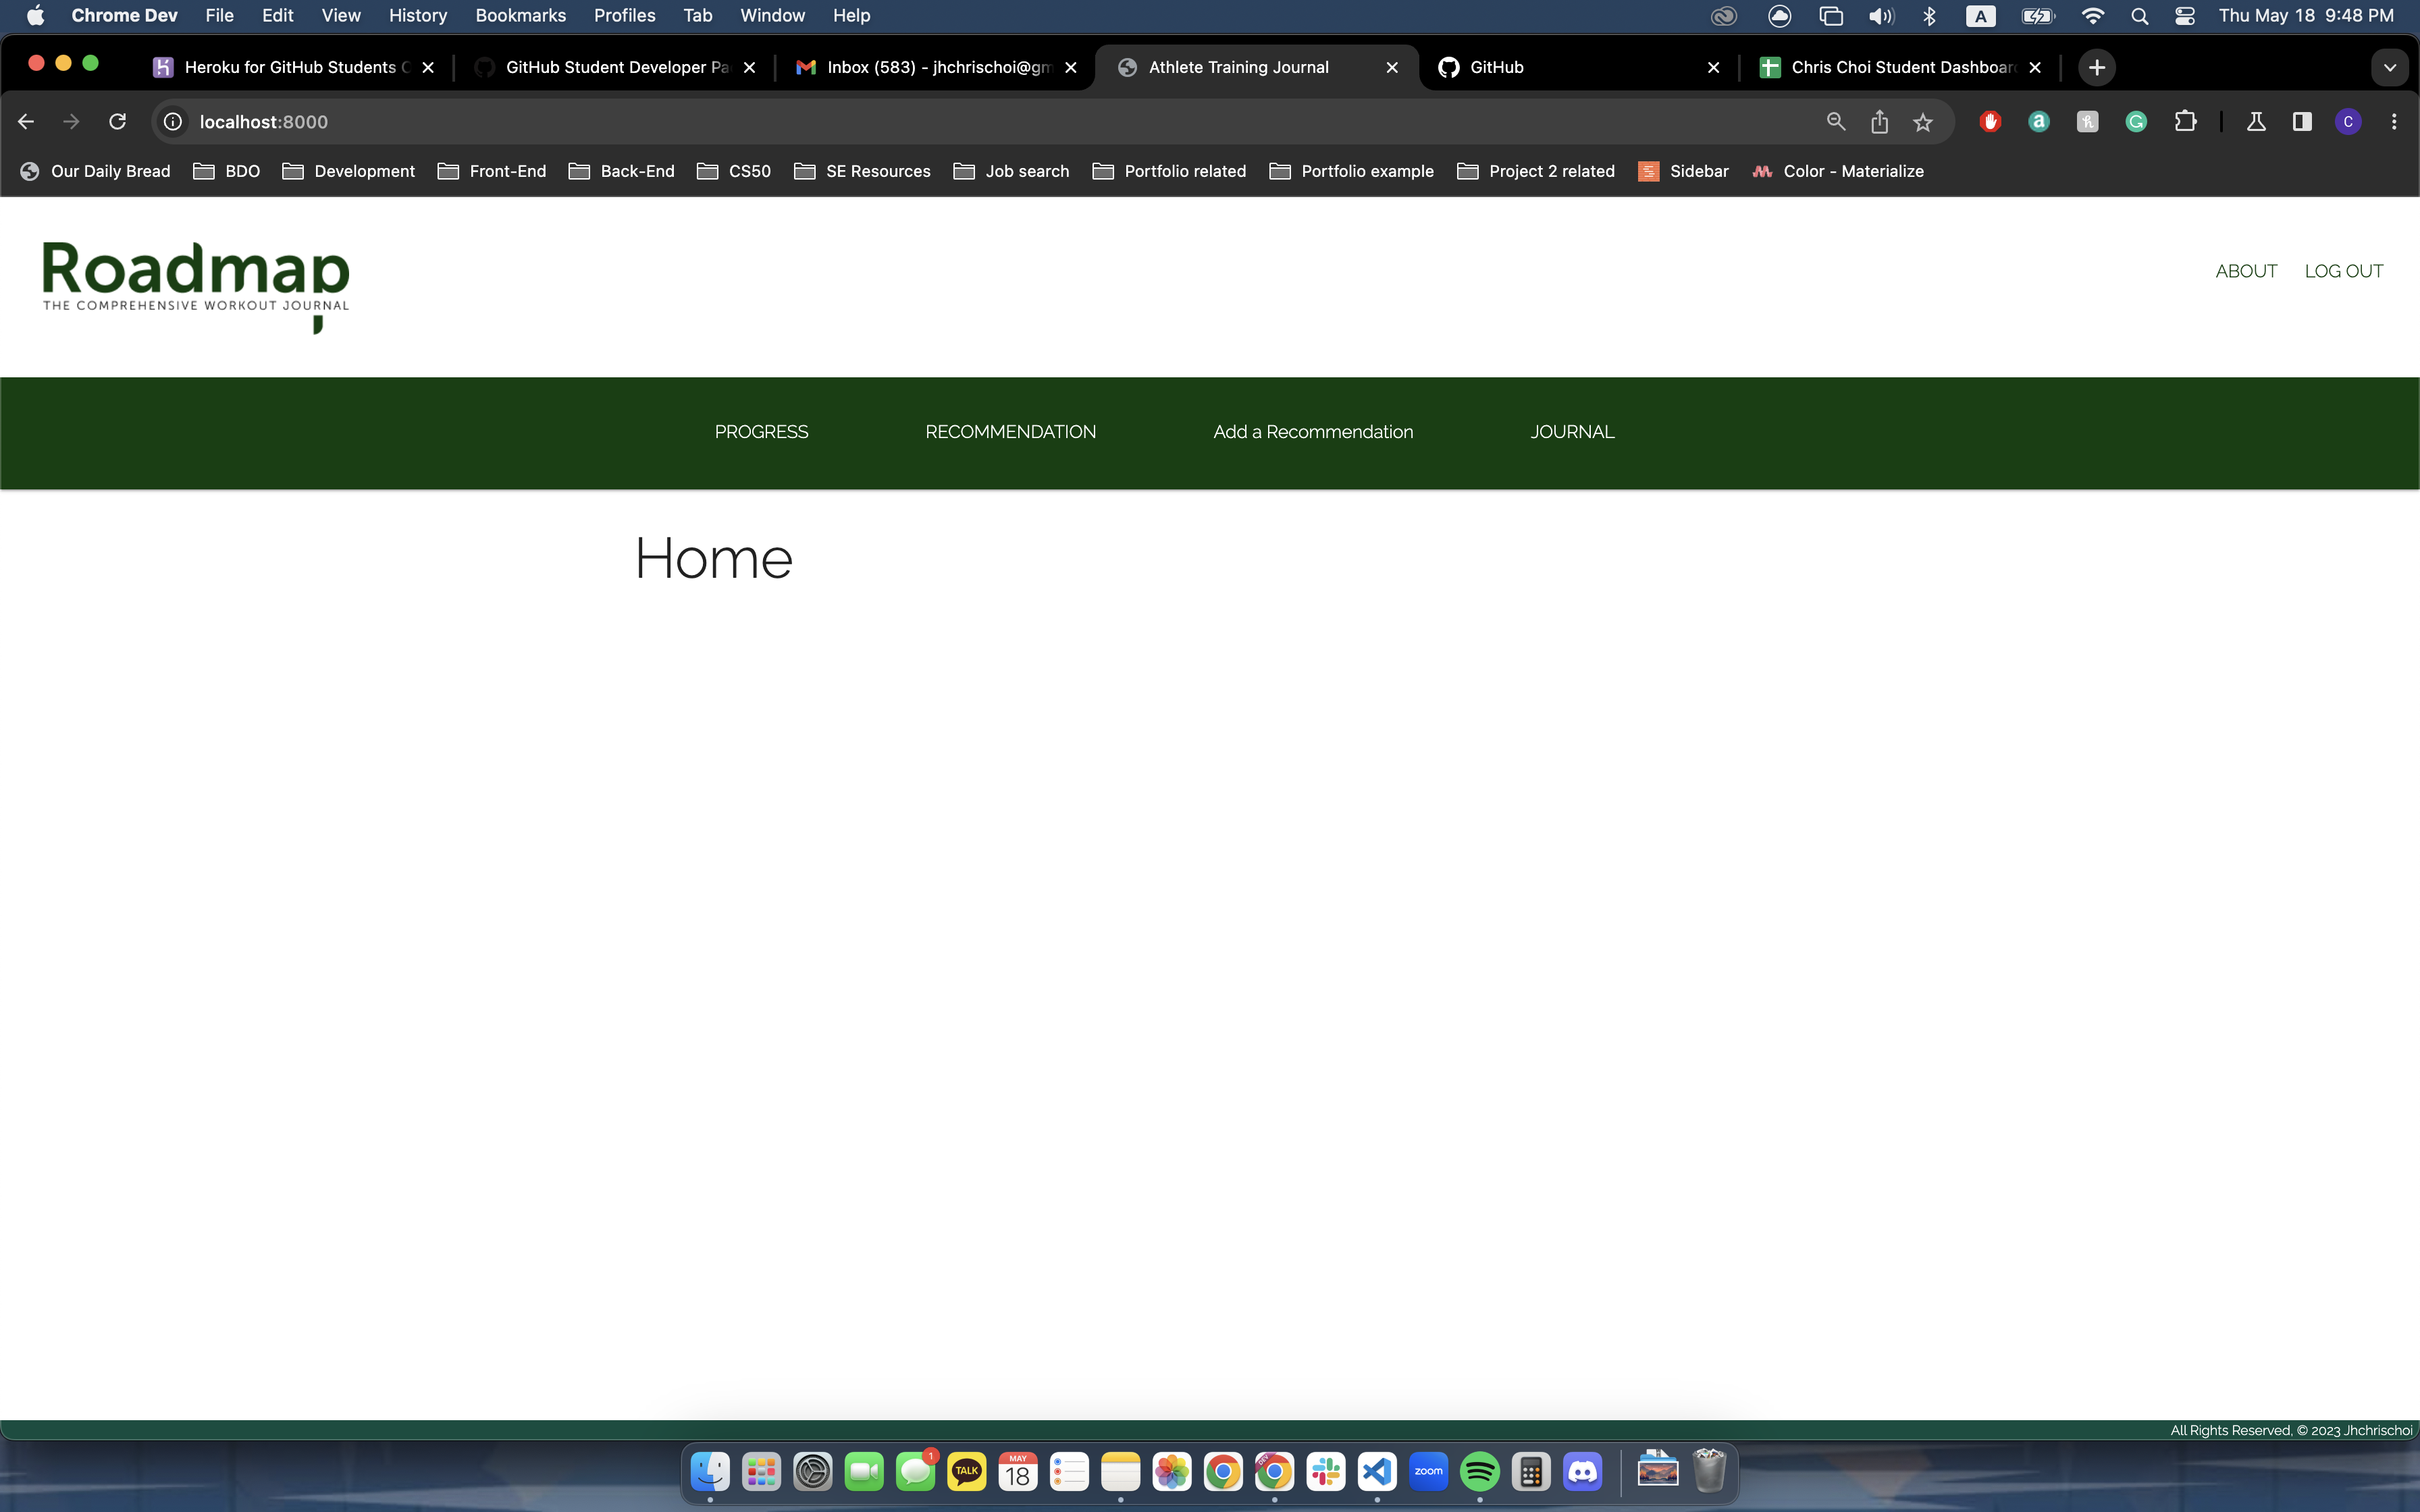 Chrome Dev File Edit View History Bookmarks Profiles Tab Window Help A Thu May 18 9:48 PM
Heroku for GitHub Students GitHub Student Developer Pa Inbox (583) - jhchrischoi@gm Athlete Training Journal GitHub Chris Choi Student Dashboar
localhost:8000 a G C
Our Daily Bread BDO Development Front-End Back-End CS50 SE Resources Job search Portfolio related Portfolio example Project 2 related Sidebar Color - Materialize
Roadmap
THE COMPREHENSIVE WORKOUT JOURNAL
ABOUT LOG OUT
PROGRESS RECOMMENDATION Add a Recommendation JOURNAL
Home
All Rights Reserved, © 2023 Jhchrischoi
1 TALK MAY 18 DEV zoom